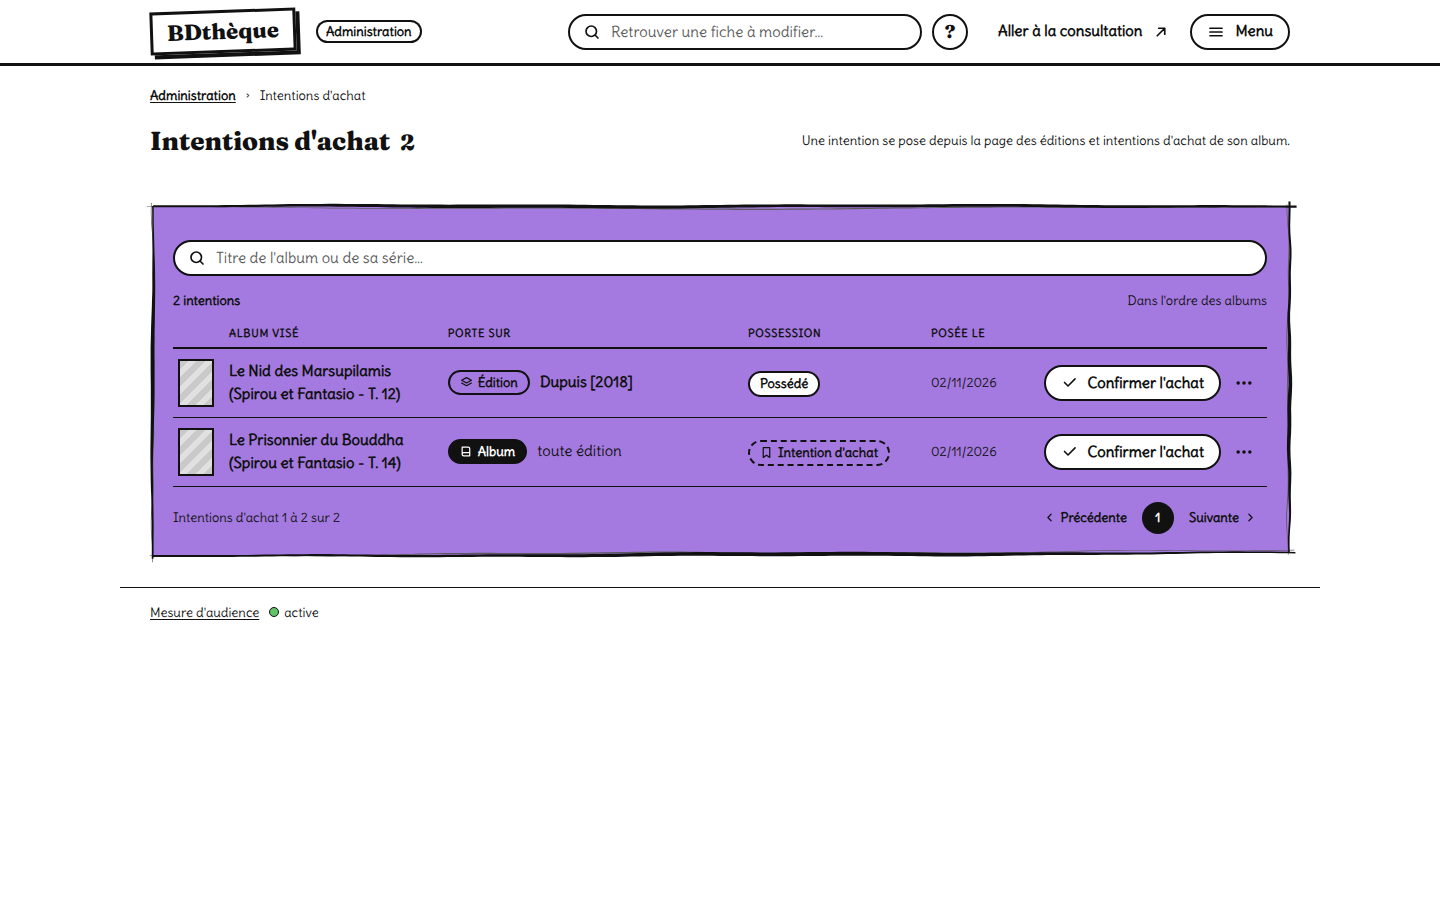 BDthèque
Administration
Retrouver une fiche à modifier...
?
Aller à la consultation
Menu
Administration › Intentions d'achat
Intentions d'achat 2
Une intention se pose depuis la page des éditions et intentions d'achat de son album.
Titre de l'album ou de sa série...
2 intentions
Dans l'ordre des albums
ALBUM VISÉ
PORTE SUR
POSSESSION
POSÉE LE
Le Nid des Marsupilamis
(Spirou et Fantasio - T. 12)
Édition
Dupuis [2018]
Possédé
02/11/2026
Confirmer l'achat
Le Prisonnier du Bouddha
(Spirou et Fantasio - T. 14)
Album
toute édition
Intention d'achat
02/11/2026
Confirmer l'achat
Intentions d'achat 1 à 2 sur 2
Précédente
1
Suivante
Mesure d'audience
active